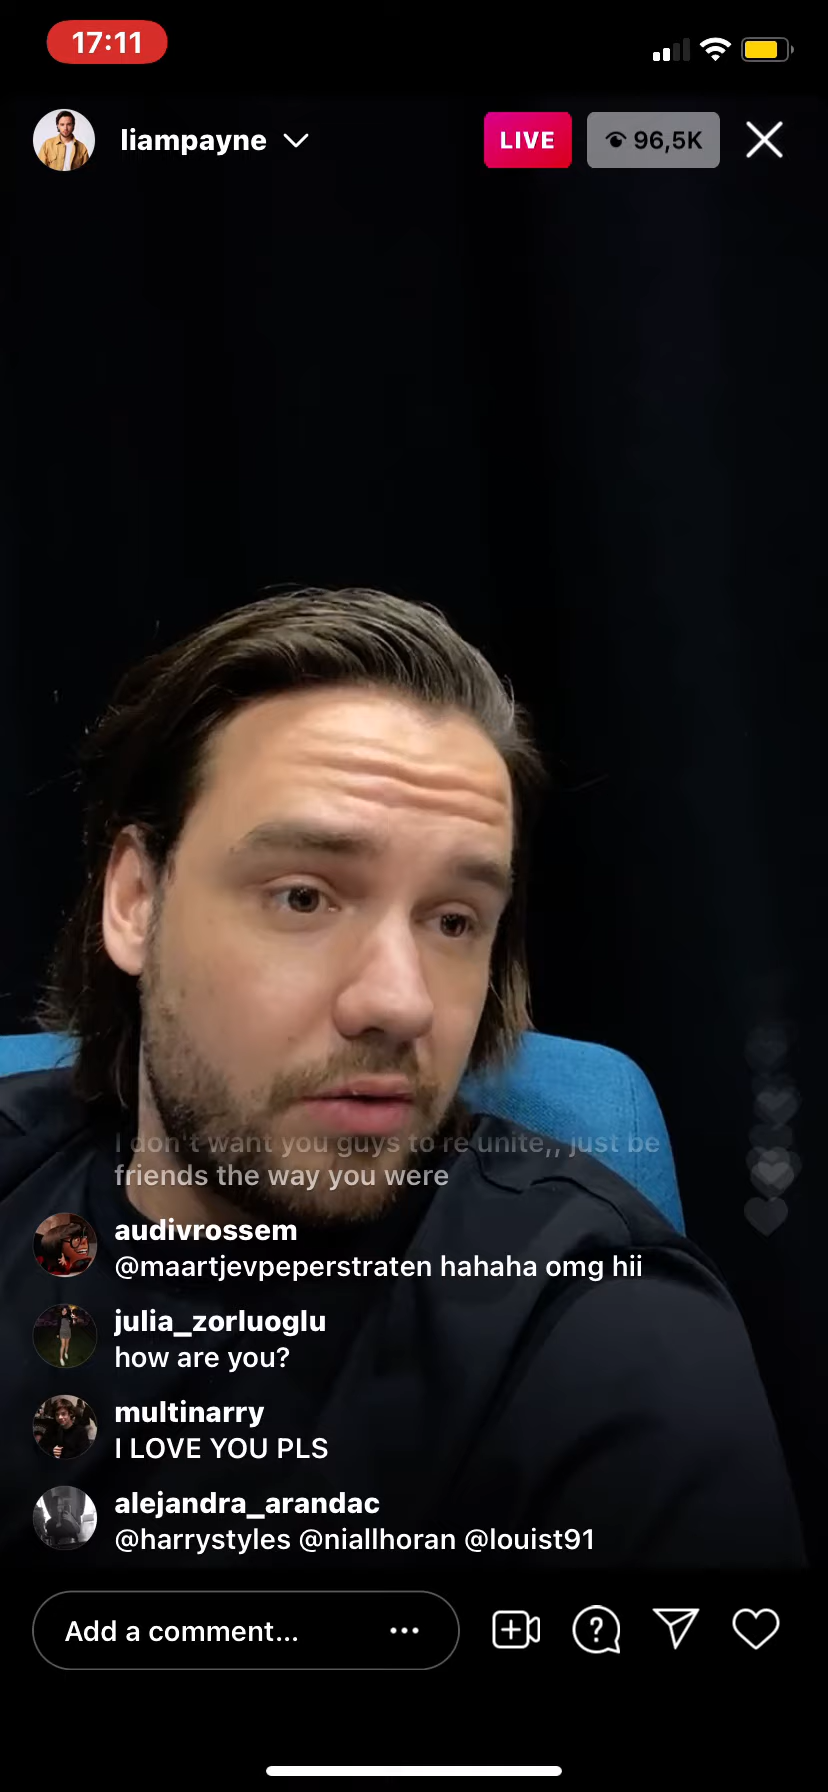 17:11
liampayne
LIVE
96,5K
I don't want you guys to re unite,, just be
friends the way you were
audivrossem
@maartjevpeperstraten hahaha omg hii
julia_zorluoglu
how are you?
multinarry
I LOVE YOU PLS
alejandra_arandac
@harrystyles @niallhoran @louist91
Add a comment...